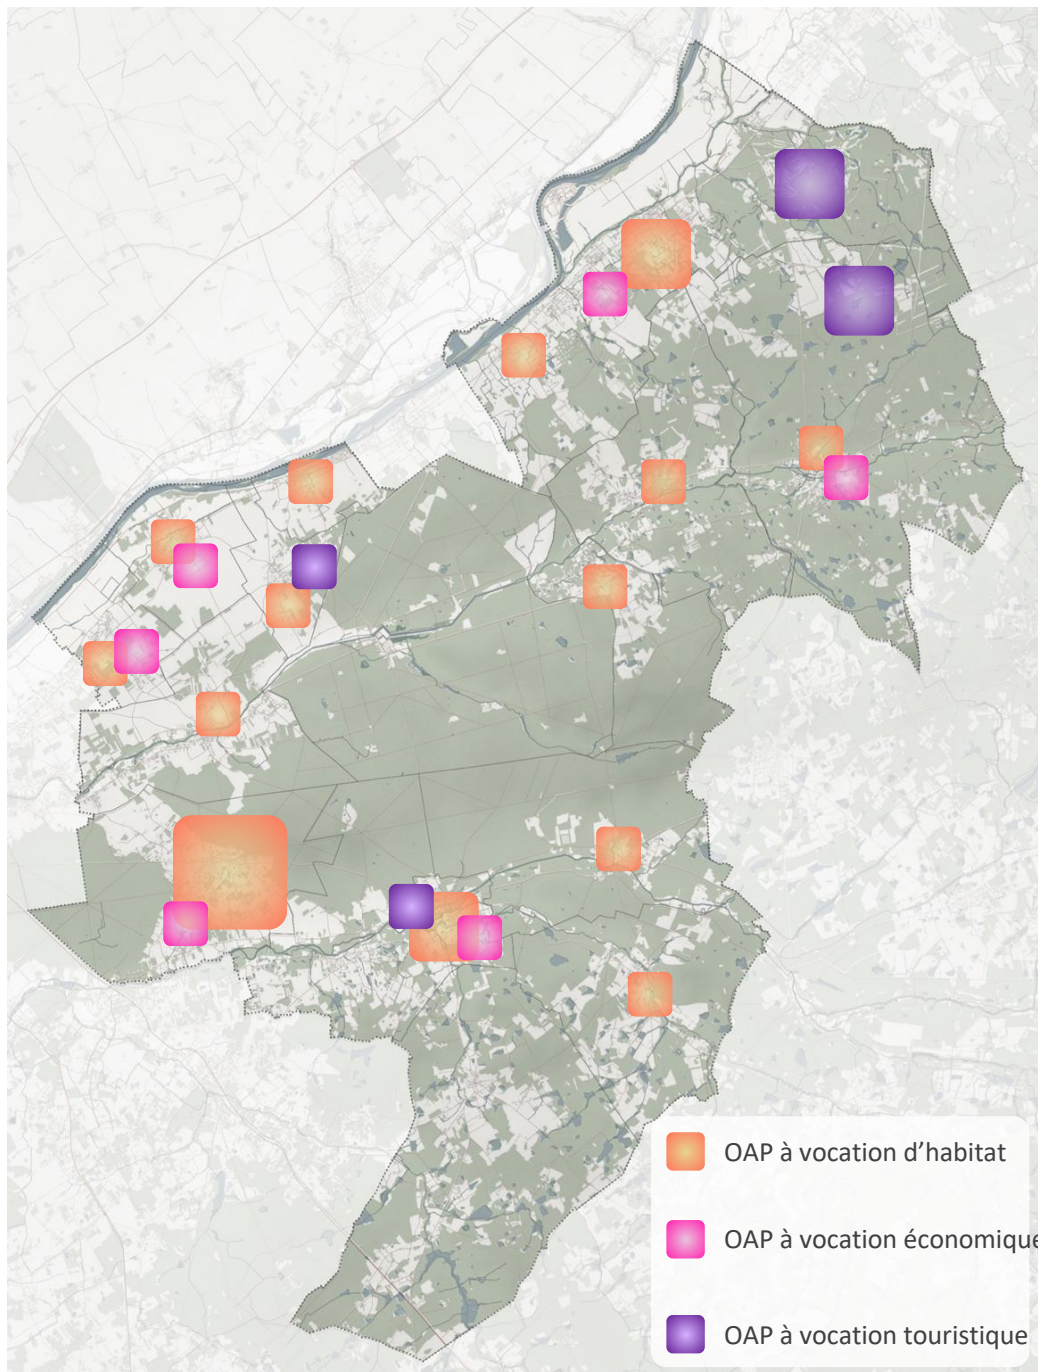 OAP à vocation d’habitat
OAP à vocation économique
OAP à vocation touristique